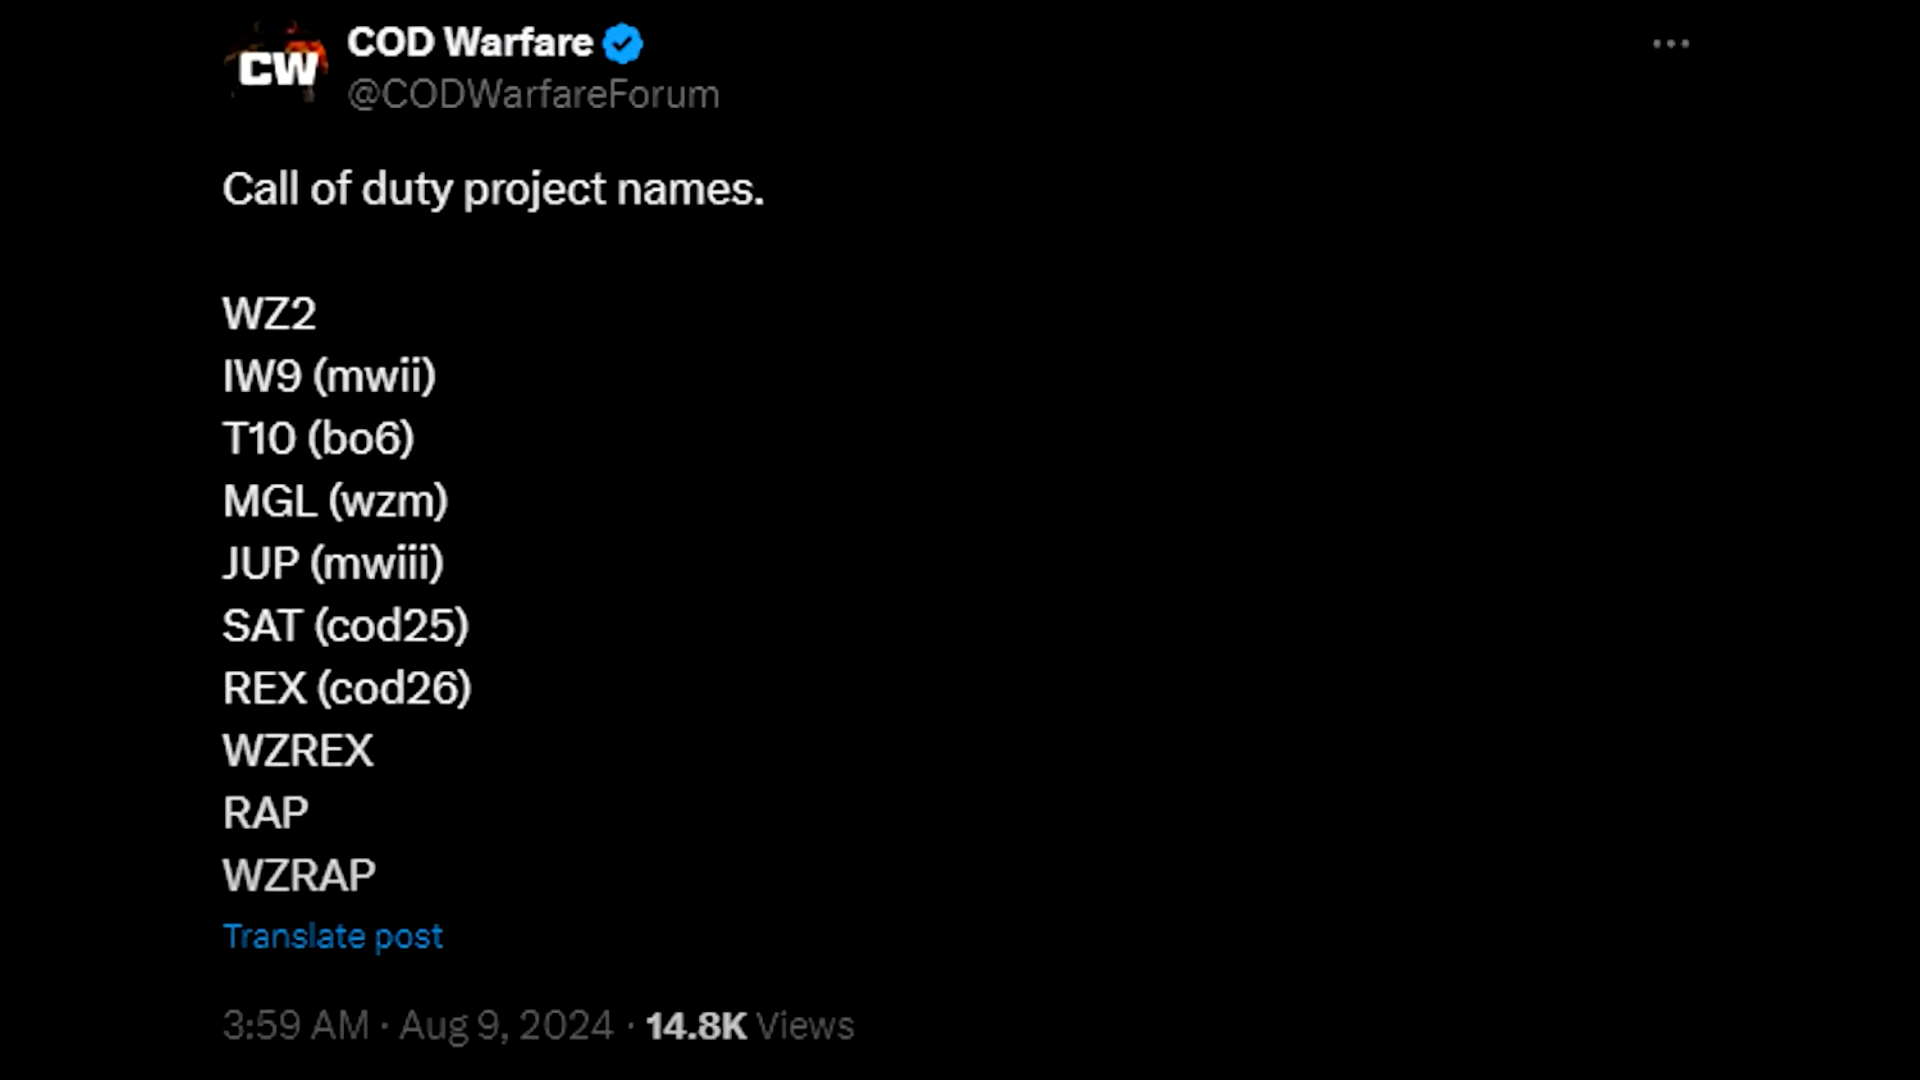 CW
COD Warfare
@CODWarfareForum
Call of duty project names.
WZ2
IW9 (mwii)
T10 (bo6)
MGL (wzm)
JUP (mwiii)
SAT (cod25)
REX (cod26)
WZREX
RAP
WZRAP
Translate post
3:59 AM · Aug 9, 2024 · 14.8K Views